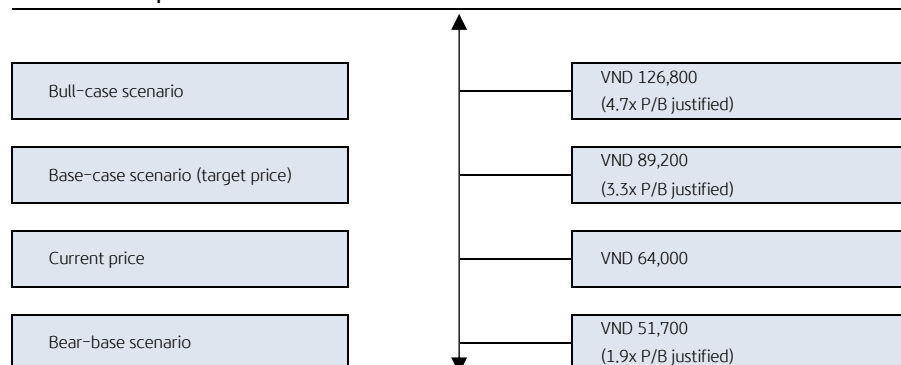 Bull-case scenario
VND 126,800
(4.7x P/B justified)
Base-case scenario (target price)
VND 89,200
(3.3x P/B justified)
Current price
VND 64,000
Bear-base scenario
VND 51,700
(1.9x P/B justified)